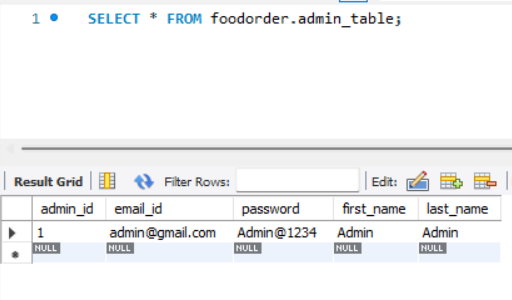 1 SELECT * FROM foodorder.admin_table;
Result Grid Filter Rows: Edit:
admin_id email_id password first_name last_name
1 admin@gmail.com Admin@1234 Admin Admin
NULL NULL NULL NULL NULL